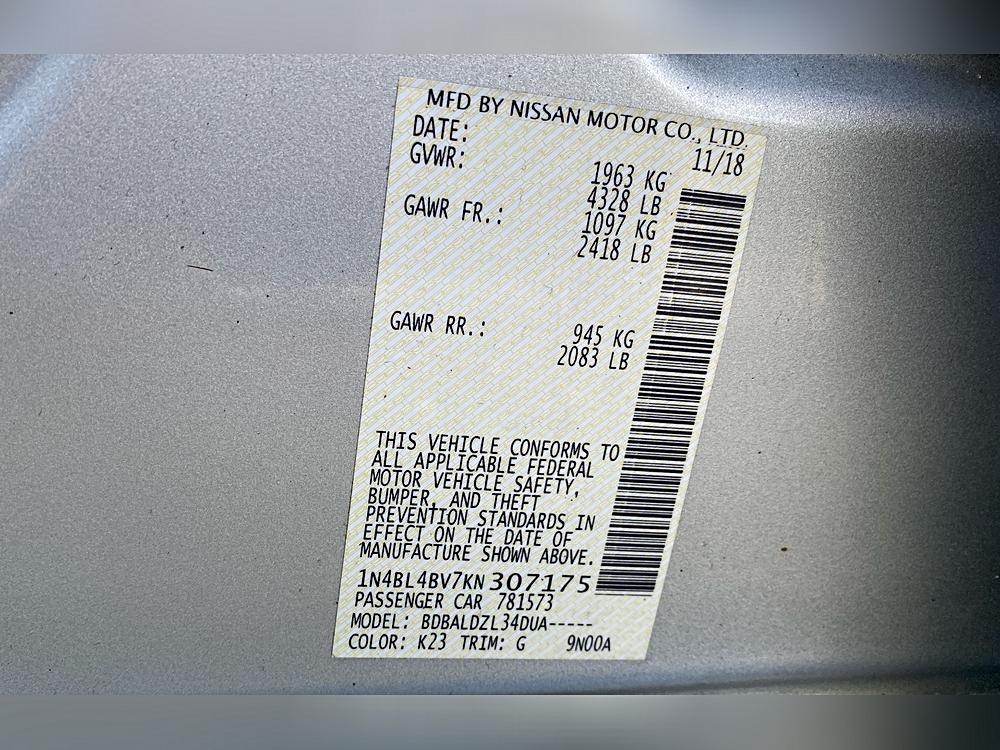 MFD BY NISSAN MOTOR CO., LTD.
DATE: 11/18
GVWR: 1963 KG
4328 LB
GAWR FR.: 1097 KG
2418 LB
GAWR RR.: 945 KG
2083 LB
THIS VEHICLE CONFORMS TO
ALL APPLICABLE FEDERAL
MOTOR VEHICLE SAFETY,
BUMPER, AND THEFT
PREVENTION STANDARDS IN
EFFECT ON THE DATE OF
MANUFACTURE SHOWN ABOVE.
1N4BL4BV7KN307175
PASSENGER CAR 781573
MODEL: BDBALDZL34DUA-----
COLOR: K23 TRIM: G 9N00A